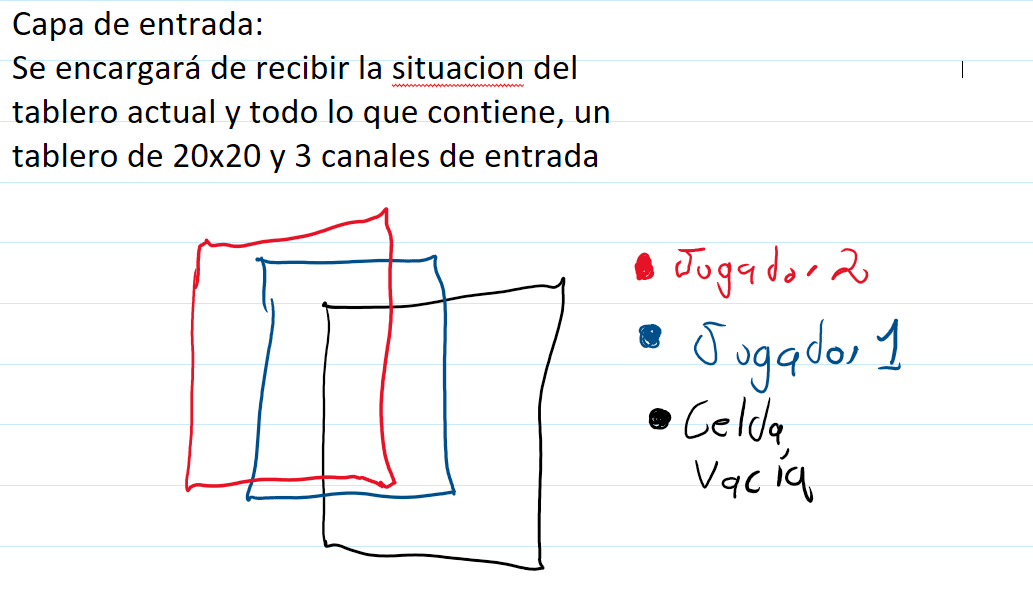 Capa de entrada:
Se encargará de recibir la situacion del
tablero actual y todo lo que contiene, un
tablero de 20x20 y 3 canales de entrada
Jugador 2
Jugador 1
Celda
Vacía